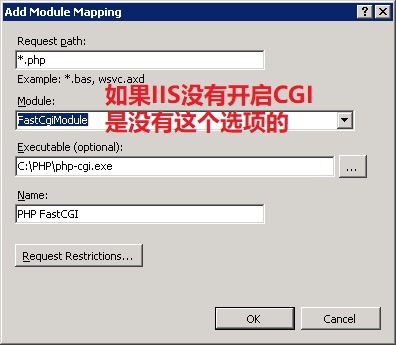 Add Module Mapping
Request path:
*.php
Example: *.bas, wsvc.axd
Module:
FastCgiModule
如果IIS没有开启CGI
是没有这个选项的
Executable (optional):
C:\PHP\php-cgi.exe
...
Name:
PHP FastCGI
Request Restrictions...
OK
Cancel